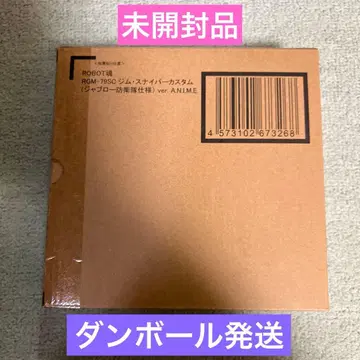 未開封品
ROBOT魂
RGM-79SC ジム・スナイパーカスタム
(ジャブロー防衛隊仕様) ver. A.N.I.M.E.
4 573102 673268
ダンボール発送